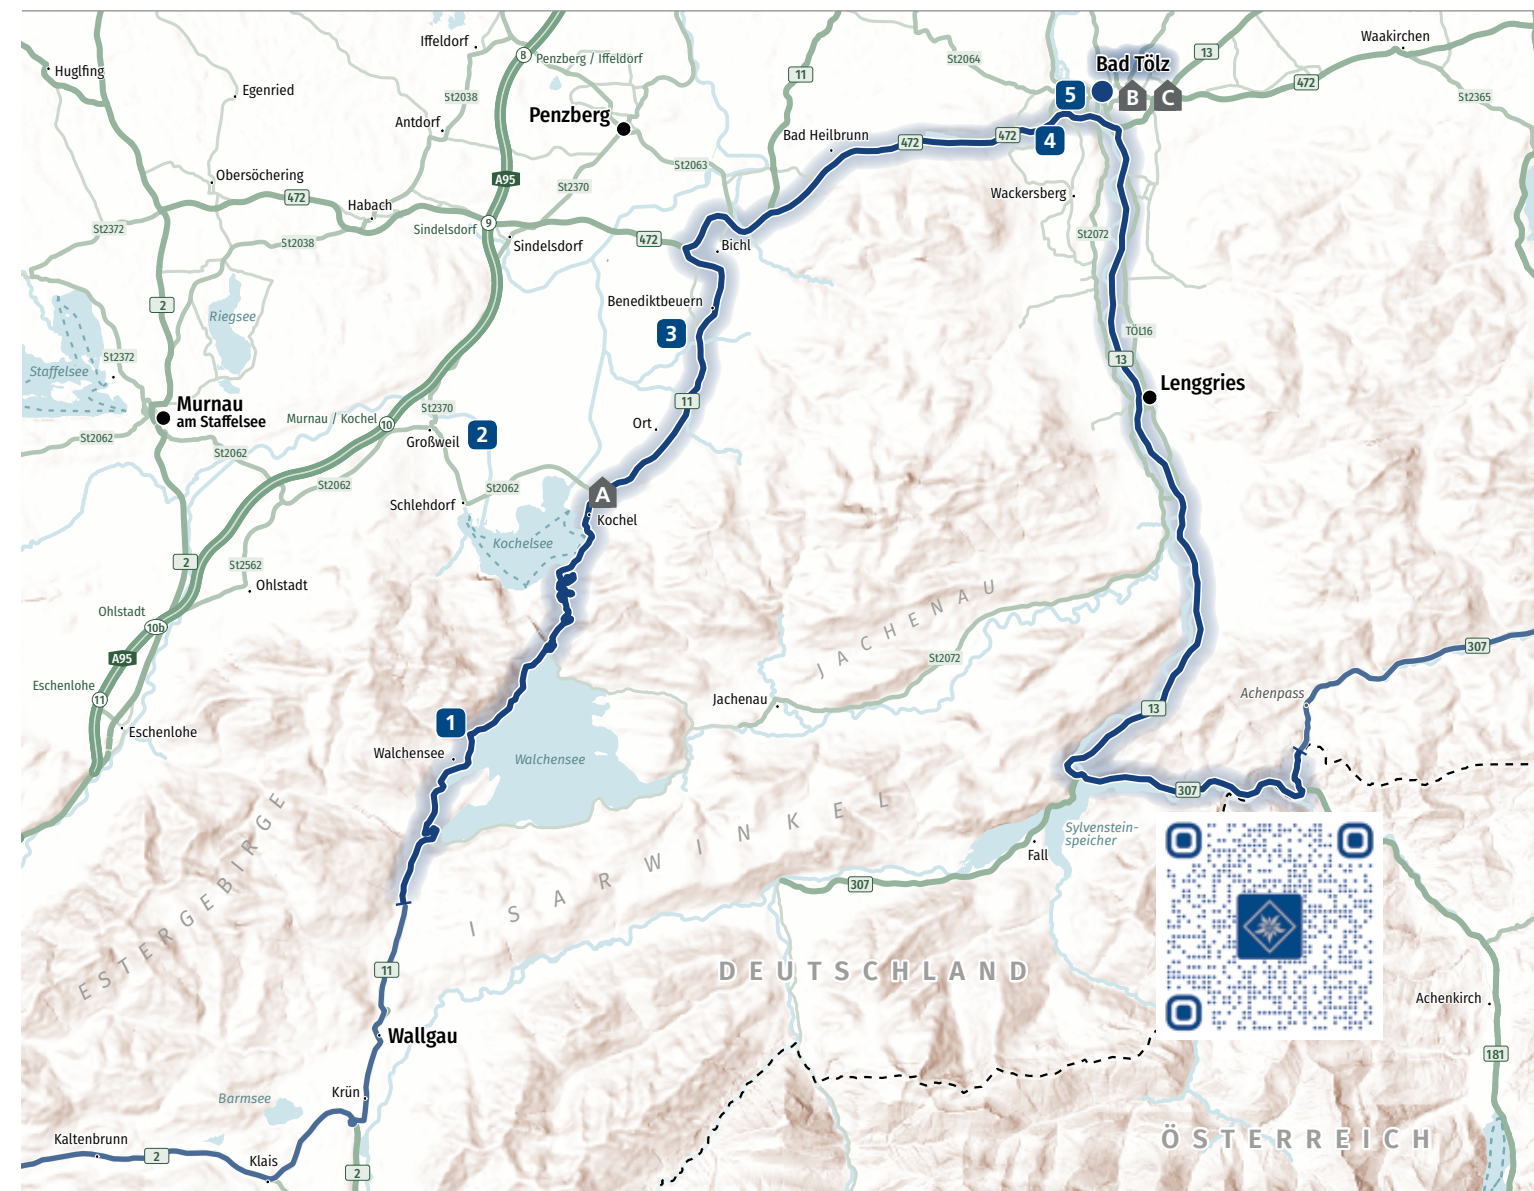 Iffeldorf
8
Penzberg / Iffeldorf
11
St2064
Bad Tölz
13
Waakirchen
Huglfing
Egenried
St2038
Penzberg
5
B
C
472
St2365
Antdorf
Bad Heilbrunn
472
472
4
Obersöchering
A95
St2063
St2370
Wackersberg
472
Habach
St2372
St2038
Sindelsdorf
9
Sindelsdorf
472
Bichl
St2072
2
Riegsee
Benediktbeuern
3
TÖL16
St2372
Staffelsee
13
Lenggries
Murnau
am Staffelsee
Murnau / Kochel
10
St2370
Großweil
2
11
Ort
St2062
St2062
St2062
Schlehdorf
St2062
A
Kochel
Kochelsee
2
St2562
Ohlstadt
Ohlstadt
10b
A95
JACHENAU
St2072
307
Eschenlohe
11
Eschenlohe
Jachenau
13
Achenpass
1
Walchensee
Walchensee
307
ESTERGEBIRGE
ISARWINKEL
Sylvenstein-
speicher
Fall
307
DEUTSCHLAND
11
Achenkirch
Wallgau
181
Barmsee
Krün
Kaltenbrunn
2
Klais
2
ÖSTERREICH